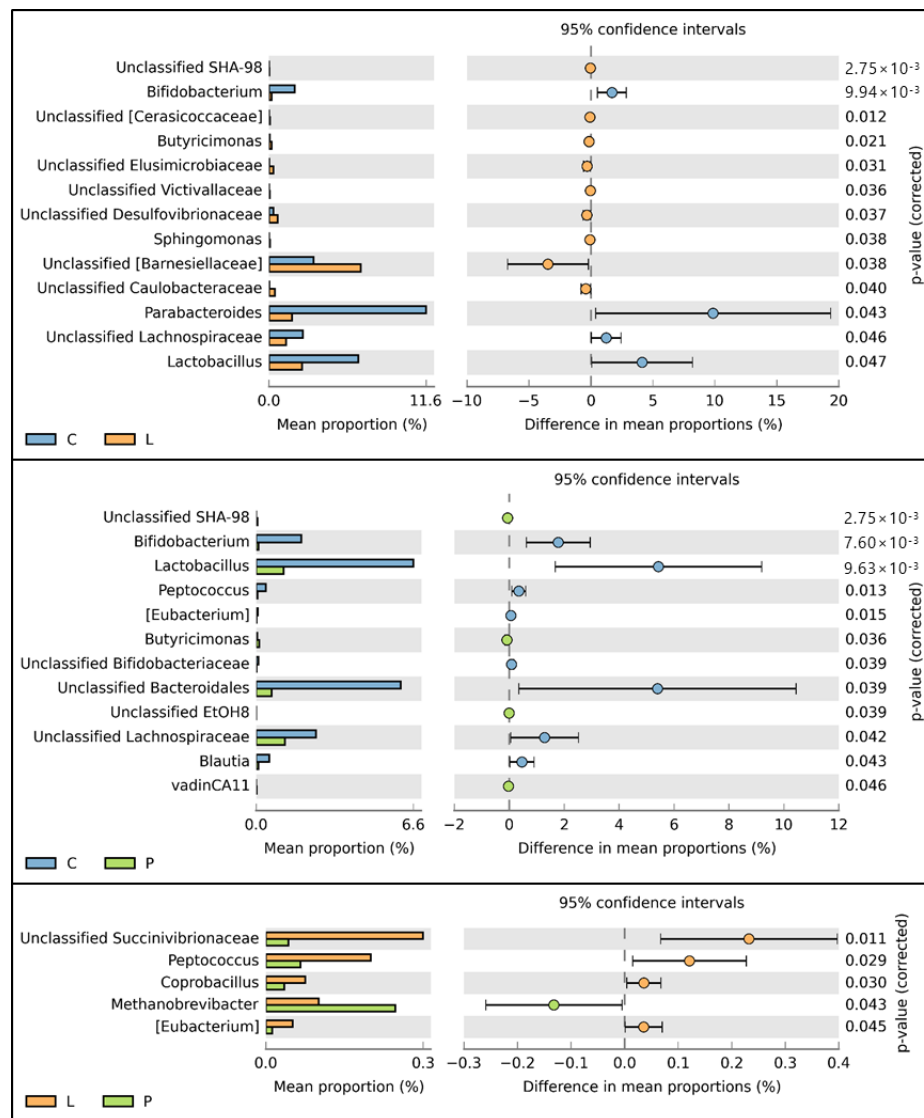 95% confidence intervals
Unclassified SHA-98 2.75×10⁻³
Bifidobacterium 9.94×10⁻³
Unclassified [Cerasicoccaceae] 0.012
Butyricimonas 0.021
Unclassified Elusimicrobiaceae 0.031
Unclassified Victivallaceae 0.036
Unclassified Desulfovibrionaceae 0.037
Sphingomonas 0.038
Unclassified [Barnesiellaceae] 0.038
Unclassified Caulobacteraceae 0.040
Parabacteroides 0.043
Unclassified Lachnospiraceae 0.046
Lactobacillus 0.047
p-value (corrected)
0.0 11.6 −10 −5 0 5 10 15 20
Mean proportion (%) Difference in mean proportions (%)
C L
95% confidence intervals
Unclassified SHA-98 2.75×10⁻³
Bifidobacterium 7.60×10⁻³
Lactobacillus 9.63×10⁻³
Peptococcus 0.013
[Eubacterium] 0.015
Butyricimonas 0.036
Unclassified Bifidobacteriaceae 0.039
Unclassified Bacteroidales 0.039
Unclassified EtOH8 0.039
Unclassified Lachnospiraceae 0.042
Blautia 0.043
vadinCA11 0.046
p-value (corrected)
0.0 6.6 −2 0 2 4 6 8 10 12
Mean proportion (%) Difference in mean proportions (%)
C P
95% confidence intervals
Unclassified Succinivibrionaceae 0.011
Peptococcus 0.029
Coprobacillus 0.030
Methanobrevibacter 0.043
[Eubacterium] 0.045
p-value (corrected)
0.0 0.3 −0.3 −0.2 −0.1 0.0 0.1 0.2 0.3 0.4
Mean proportion (%) Difference in mean proportions (%)
L P